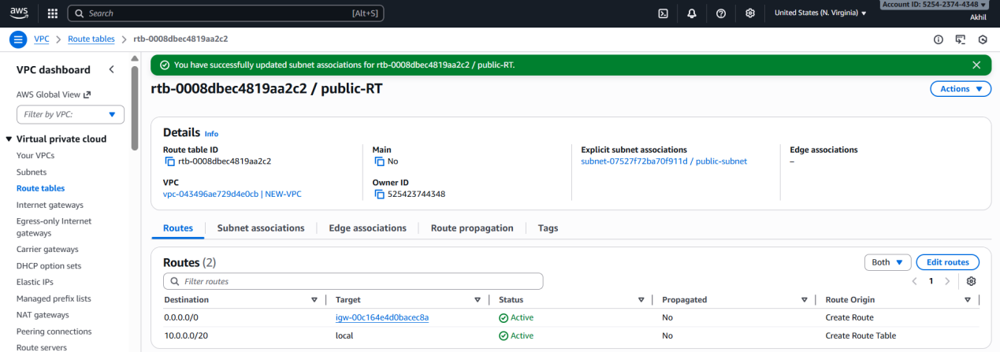 aws
Search
[Alt+S]
United States (N. Virginia)
Account ID: 5254-2374-4348
Akhil
VPC > Route tables > rtb-0008dbec4819aa2c2
VPC dashboard
AWS Global View
Filter by VPC:
Virtual private cloud
Your VPCs
Subnets
Route tables
Internet gateways
Egress-only Internet
gateways
Carrier gateways
DHCP option sets
Elastic IPs
Managed prefix lists
NAT gateways
Peering connections
Route servers
You have successfully updated subnet associations for rtb-0008dbec4819aa2c2 / public-RT.
rtb-0008dbec4819aa2c2 / public-RT
Actions
Details Info
Route table ID
rtb-0008dbec4819aa2c2
Main
No
Explicit subnet associations
subnet-07527f72ba70f911d / public-subnet
Edge associations
–
VPC
vpc-043496ae729d4e0cb | NEW-VPC
Owner ID
525423744348
Routes Subnet associations Edge associations Route propagation Tags
Routes (2)
Both
Edit routes
Filter routes
1
Destination Target Status Propagated Route Origin
0.0.0.0/0 igw-00c164e4d0bacec8a Active No Create Route
10.0.0.0/20 local Active No Create Route Table